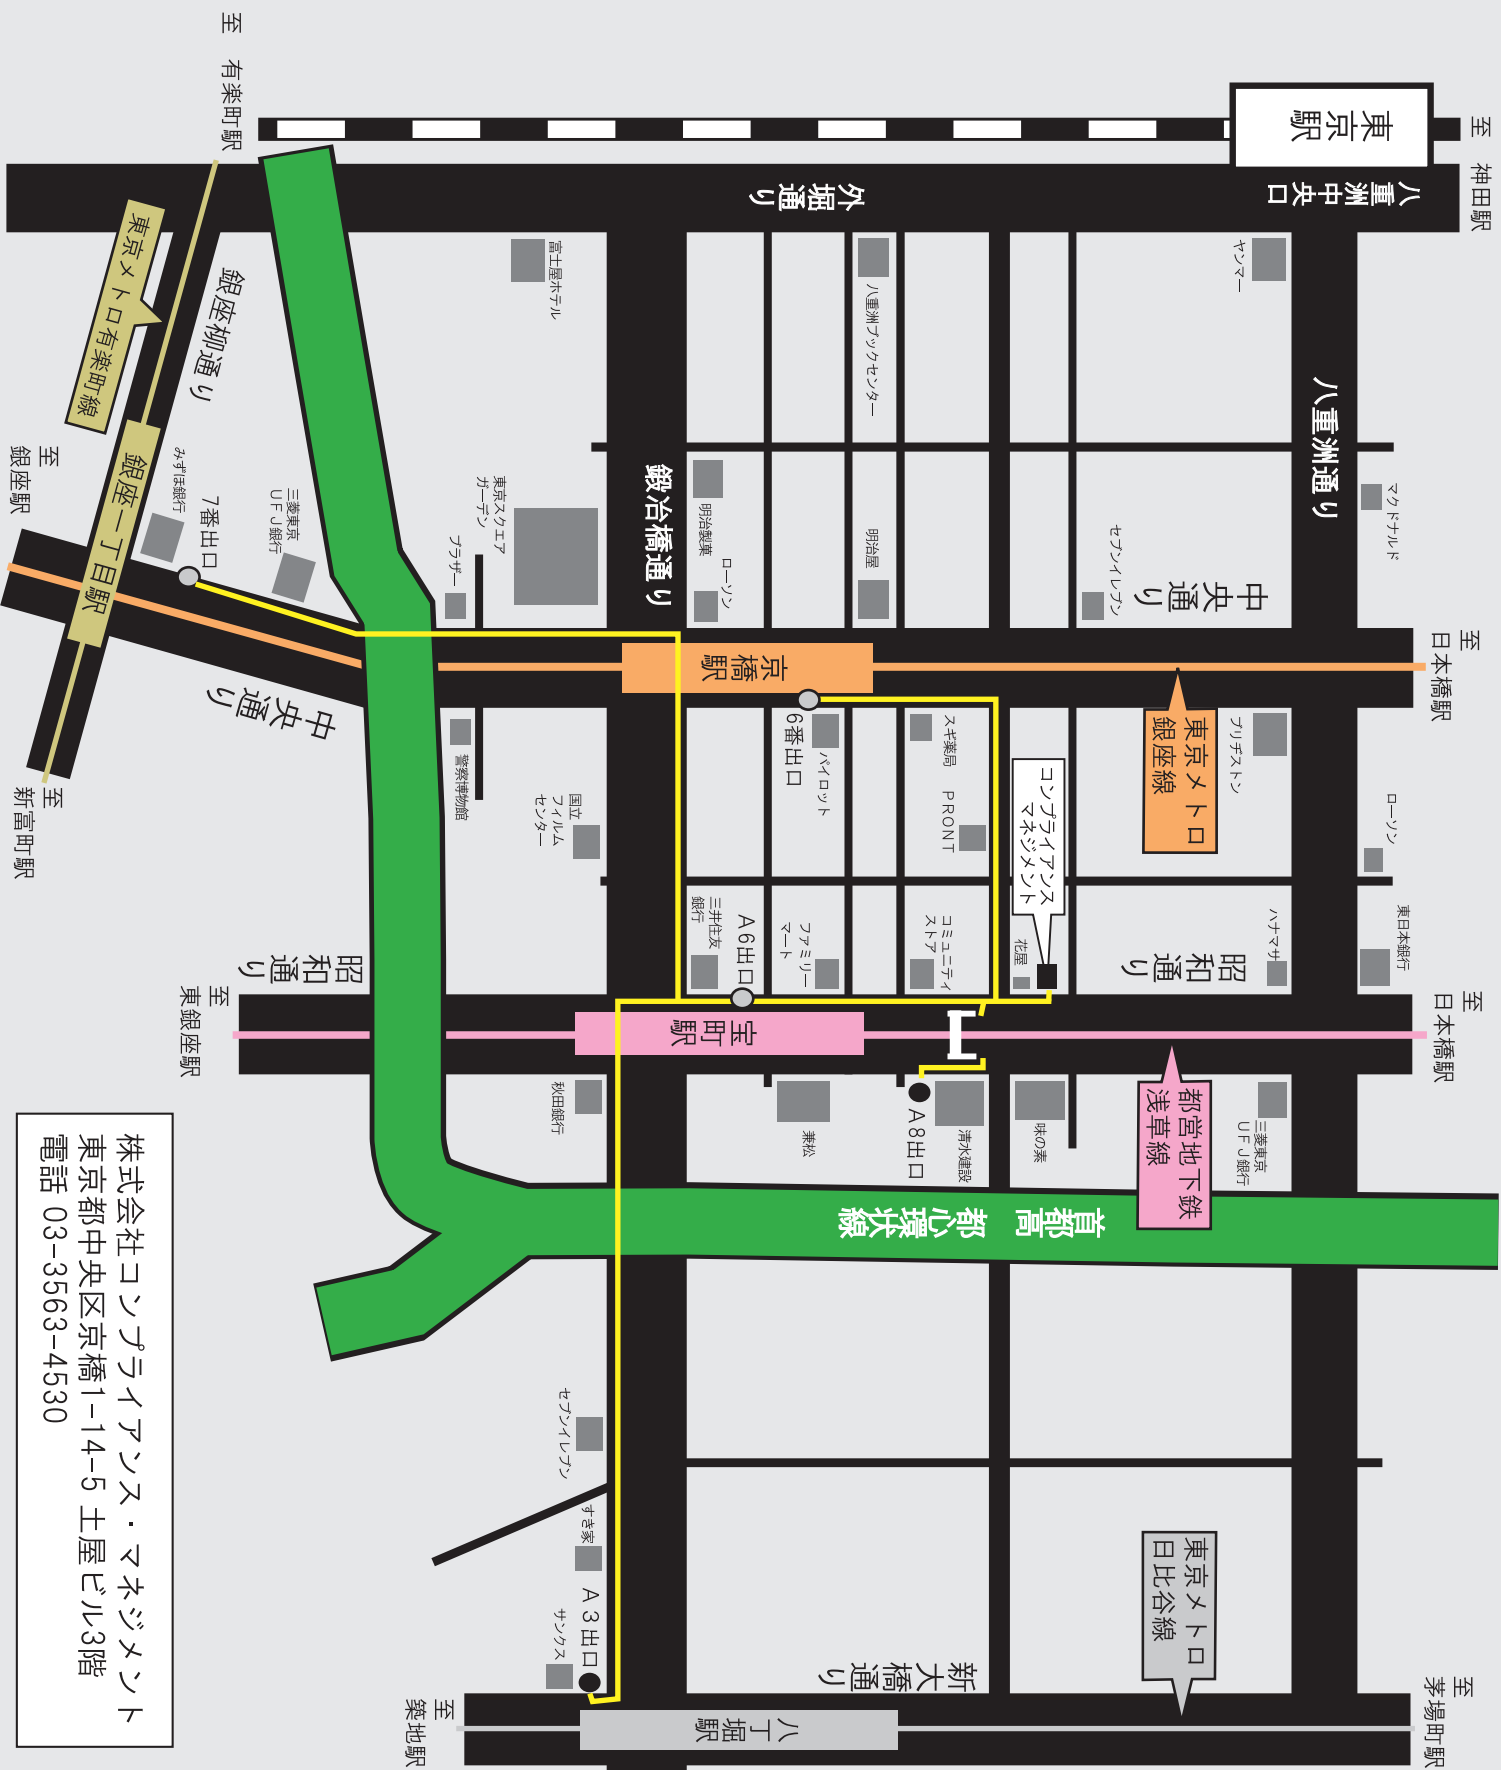 至　神田駅
東京駅
八重洲中央口
外堀通り
至　有楽町駅
ヤンマー
八重洲ブックセンター
富士屋ホテル
銀座柳通り
東京メトロ有楽町線
八重洲通り
マクドナルド
セブンイレブン
中央通り
明治屋
明治製菓
ローソン
鍛冶橋通り
東京スクエア
ガーデン
ブラザー
三菱東京
ＵＦＪ銀行
7番出口
みずほ銀行
銀座一丁目駅
至
銀座駅
至
日本橋駅
京橋駅
東京メトロ
銀座線
ブリヂストン
ローソン
コンプライアンス
マネジメント
スギ薬局
PRONT
パイロット
6番出口
国立
フィルム
センター
警察博物館
中央通り
至
新富町駅
東日本銀行
ハナマサ
昭和通り
花屋
コミュニティ
ストア
ファミリー
マート
A6出口
三井住友
銀行
昭和通り
至
東銀座駅
至
日本橋駅
宝町駅
都営地下鉄
浅草線
三菱東京
ＵＦＪ銀行
味の素
清水建設
A8出口
兼松
秋田銀行
首都高　都心環状線
セブンイレブン
すき家
A3出口
サンクス
東京メトロ
日比谷線
新大橋通り
八丁堀駅
至
茅場町駅
至
築地駅
株式会社コンプライアンス・マネジメント
東京都中央区京橋1-14-5 土屋ビル3階
電話 03-3563-4530